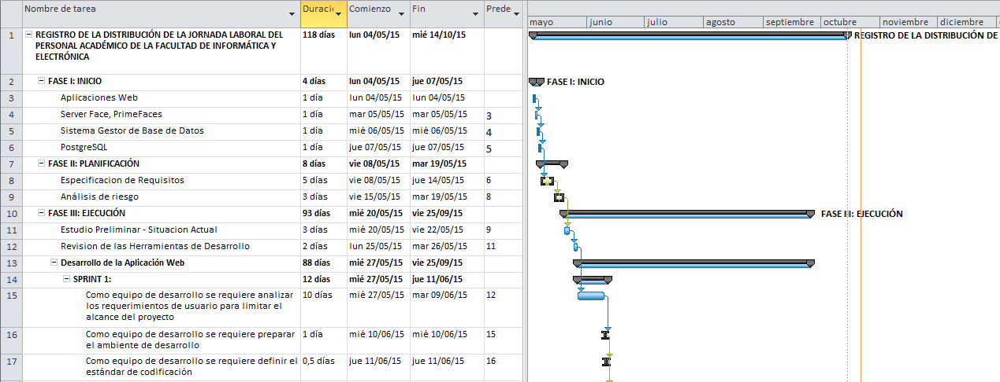 Nombre de tarea Duració Comienzo Fin Prede
mayo junio julio agosto septiembre octubre noviembre diciembre
1 REGISTRO DE LA DISTRIBUCIÓN DE LA JORNADA LABORAL DEL 118 días lun 04/05/15 mié 14/10/15 REGISTRO DE LA DISTRIBUCIÓN DE
PERSONAL ACADÉMICO DE LA FACULTAD DE INFORMÁTICA Y
ELECTRÓNICA
2 FASE I: INICIO 4 días lun 04/05/15 jue 07/05/15 FASE I: INICIO
3 Aplicaciones Web 1 día lun 04/05/15 lun 04/05/15
4 Server Face, PrimeFaces 1 día mar 05/05/15 mar 05/05/15 3
5 Sistema Gestor de Base de Datos 1 día mié 06/05/15 mié 06/05/15 4
6 PostgreSQL 1 día jue 07/05/15 jue 07/05/15 5
7 FASE II: PLANIFICACIÓN 8 días vie 08/05/15 mar 19/05/15
8 Especificacion de Requisitos 5 días vie 08/05/15 jue 14/05/15 6
9 Análisis de riesgo 3 días vie 15/05/15 mar 19/05/15 8
10 FASE III: EJECUCIÓN 93 días mié 20/05/15 vie 25/09/15 FASE III: EJECUCIÓN
11 Estudio Preliminar - Situacion Actual 3 días mié 20/05/15 vie 22/05/15 9
12 Revision de las Herramientas de Desarrollo 2 días lun 25/05/15 mar 26/05/15 11
13 Desarrollo de la Aplicación Web 88 días mié 27/05/15 vie 25/09/15
14 SPRINT 1: 12 días mié 27/05/15 jue 11/06/15
15 Como equipo de desarrollo se requiere analizar 10 días mié 27/05/15 mar 09/06/15 12
los requerimientos de usuario para limitar el
alcance del proyecto
16 Como equipo de desarrollo se requiere preparar 1 día mié 10/06/15 mié 10/06/15 15
el ambiente de desarrollo
17 Como equipo de desarrollo se requiere definir el 0,5 días jue 11/06/15 jue 11/06/15 16
estándar de codificación